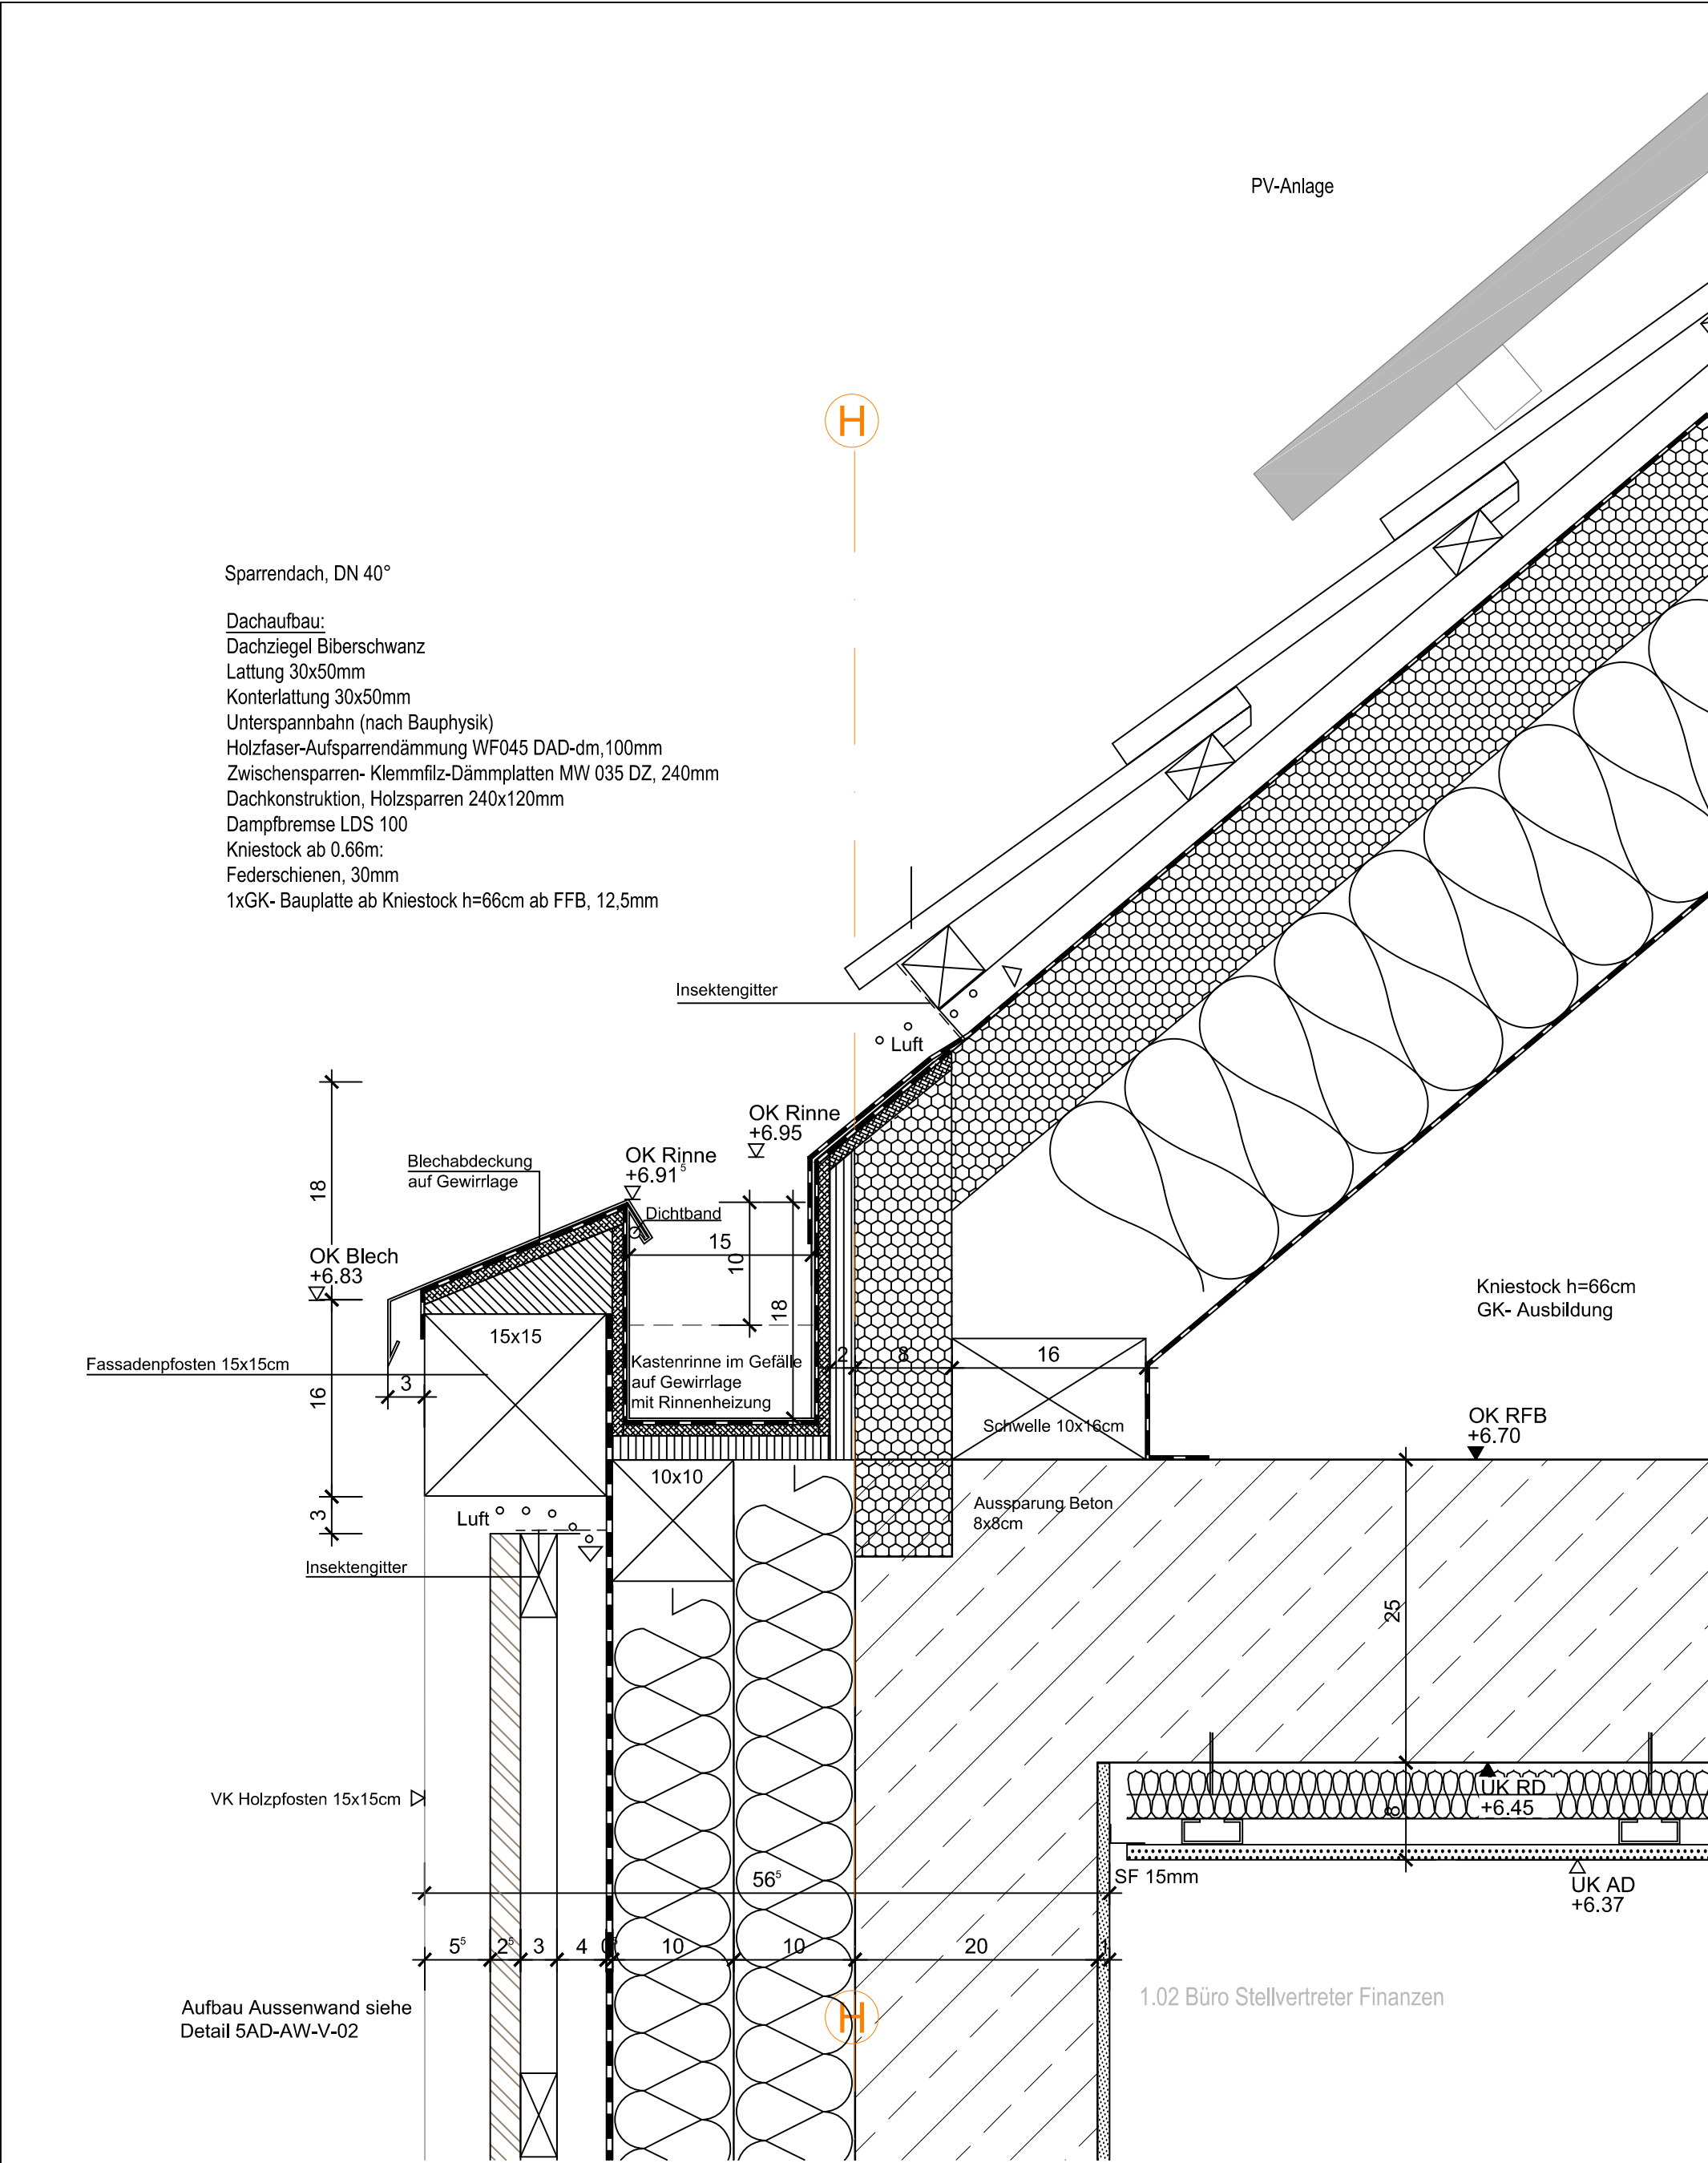 PV-Anlage
H
Sparrendach, DN 40°
Dachaufbau:
Dachziegel Biberschwanz
Lattung 30x50mm
Konterlattung 30x50mm
Unterspannbahn (nach Bauphysik)
Holzfaser-Aufsparrendämmung WF045 DAD-dm,100mm
Zwischensparren- Klemmfilz-Dämmplatten MW 035 DZ, 240mm
Dachkonstruktion, Holzsparren 240x120mm
Dampfbremse LDS 100
Kniestock ab 0.66m:
Federschienen, 30mm
1xGK- Bauplatte ab Kniestock h=66cm ab FFB, 12,5mm
Insektengitter
Luft
OK Rinne
+6.95
OK Rinne
+6.91⁵
Blechabdeckung
auf Gewirrlage
18
Dichtband
15
10
OK Blech
+6.83
18
Kniestock h=66cm
GK- Ausbildung
15x15
Fassadenpfosten 15x15cm
Kastenrinne im Gefälle
auf Gewirrlage
mit Rinnenheizung
2
8
16
3
16
Schwelle 10x16cm
OK RFB
+6.70
10x10
Aussparung Beton
8x8cm
3
Luft
Insektengitter
25
UK RD
+6.45
8
VK Holzpfosten 15x15cm
56⁵
SF 15mm
UK AD
+6.37
5⁵
2⁵
3
4
10
10
20
1.02 Büro Stellvertreter Finanzen
Aufbau Aussenwand siehe
Detail 5AD-AW-V-02
H